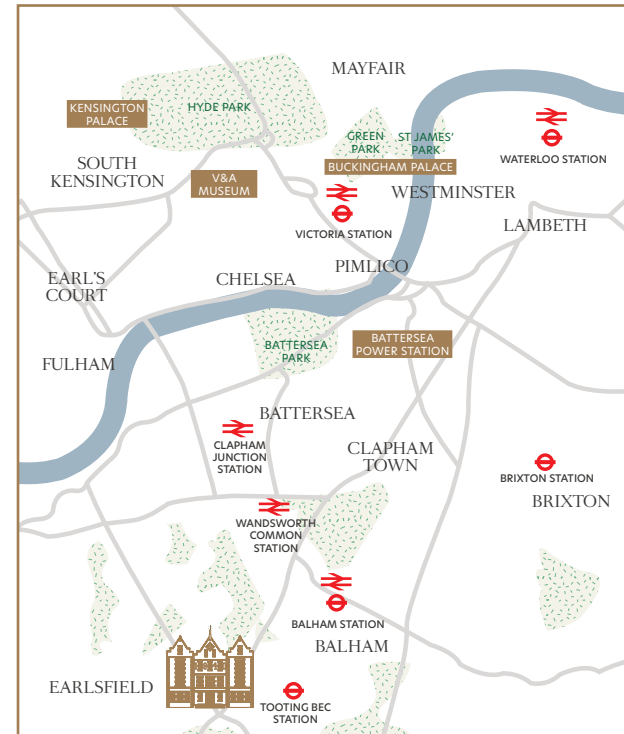 MAYFAIR
KENSINGTON
PALACE
HYDE PARK
GREEN
PARK
ST JAMES'
PARK
WATERLOO STATION
SOUTH
KENSINGTON
V&A
MUSEUM
BUCKINGHAM PALACE
WESTMINSTER
VICTORIA STATION
LAMBETH
PIMLICO
EARL'S
COURT
CHELSEA
BATTERSEA
PARK
BATTERSEA
POWER STATION
FULHAM
BATTERSEA
CLAPHAM
JUNCTION
STATION
CLAPHAM
TOWN
BRIXTON STATION
BRIXTON
WANDSWORTH
COMMON
STATION
BALHAM STATION
BALHAM
EARLSFIELD
TOOTING BEC
STATION